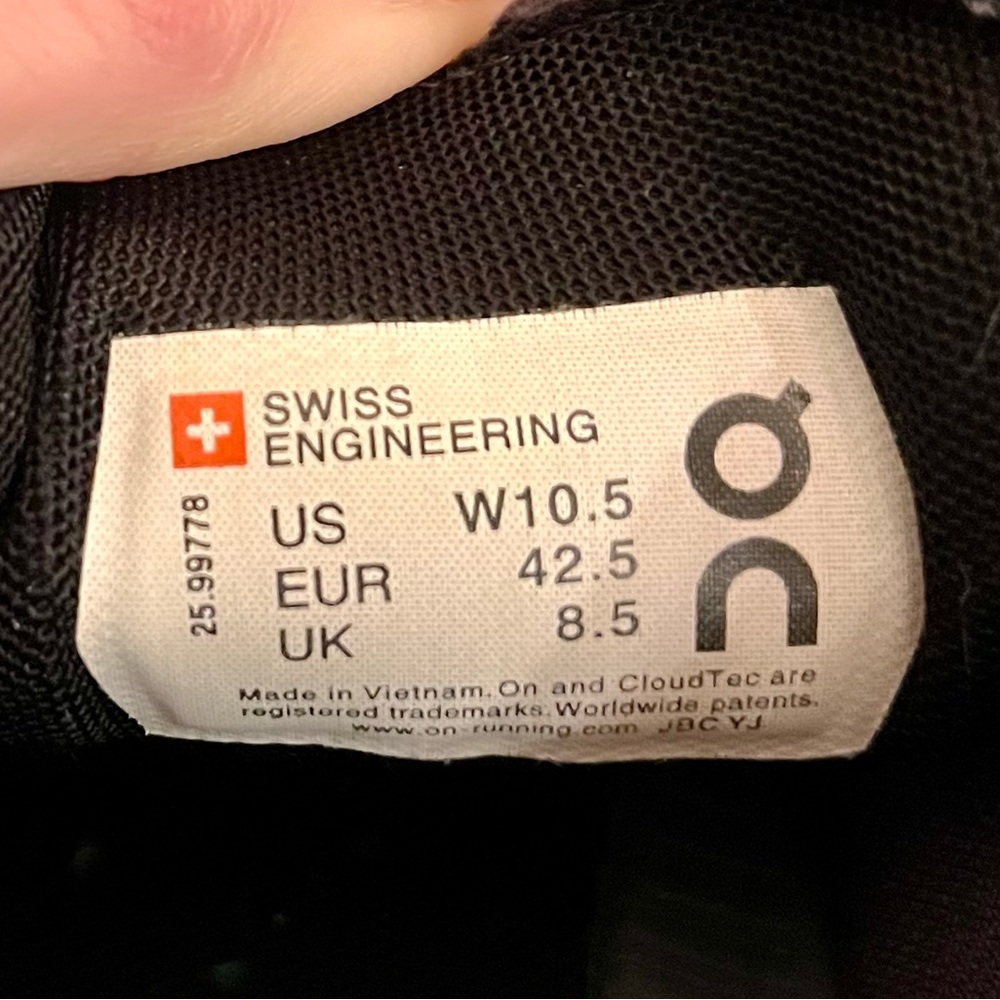 SWISS
ENGINEERING
US W10.5
EUR 42.5
UK 8.5
25.99778
On
Made in Vietnam. On and CloudTec are
registered trademarks. Worldwide patents.
www.on-running.com JBC YJ